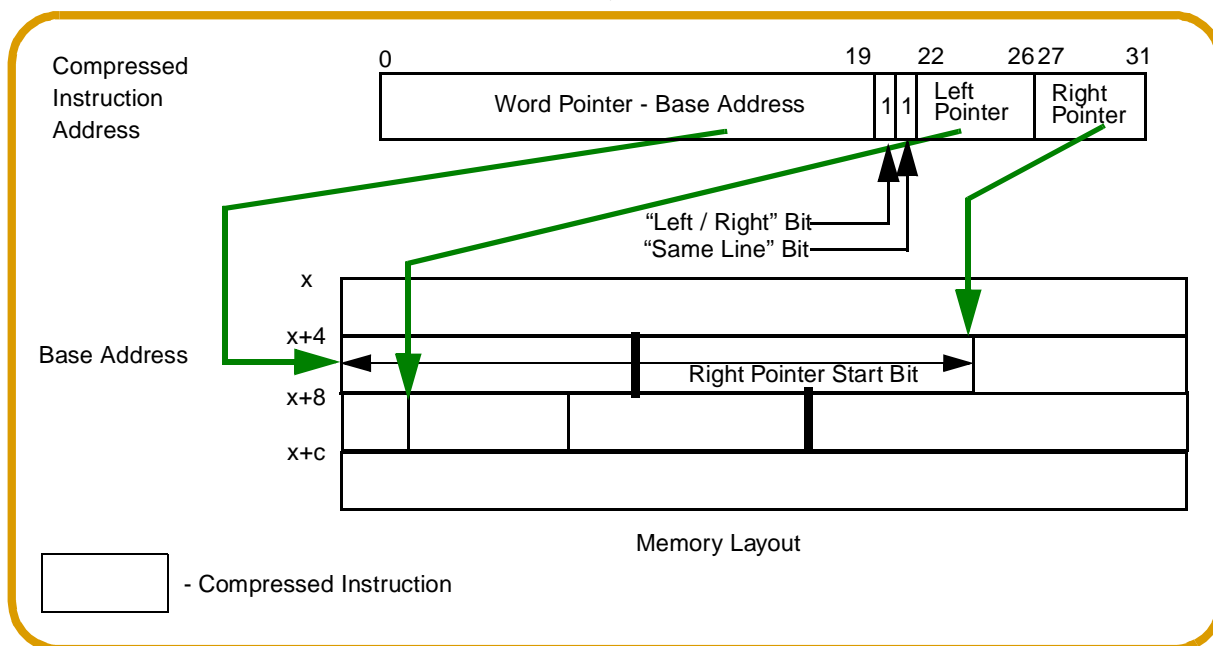 Compressed
Instruction
Address
0 19 22 26 27 31
Word Pointer - Base Address
1 1
Left
Pointer
Right
Pointer
“Left / Right” Bit
“Same Line” Bit
x
x+4
Base Address
Right Pointer Start Bit
x+8
x+c
Memory Layout
- Compressed Instruction